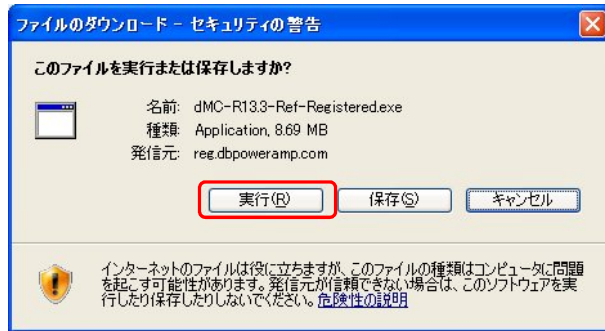 ファイルのダウンロード - セキュリティの警告
このファイルを実行または保存しますか?
名前: dMC-R13.3-Ref-Registered.exe
種類: Application, 8.69 MB
発信元: reg.dbpoweramp.com
実行(R) 保存(S) キャンセル
インターネットのファイルは役に立ちますが、このファイルの種類はコンピュータに問題
を起こす可能性があります。発信元が信頼できない場合は、このソフトウェアを実
行したり保存したりしないでください。危険性の説明